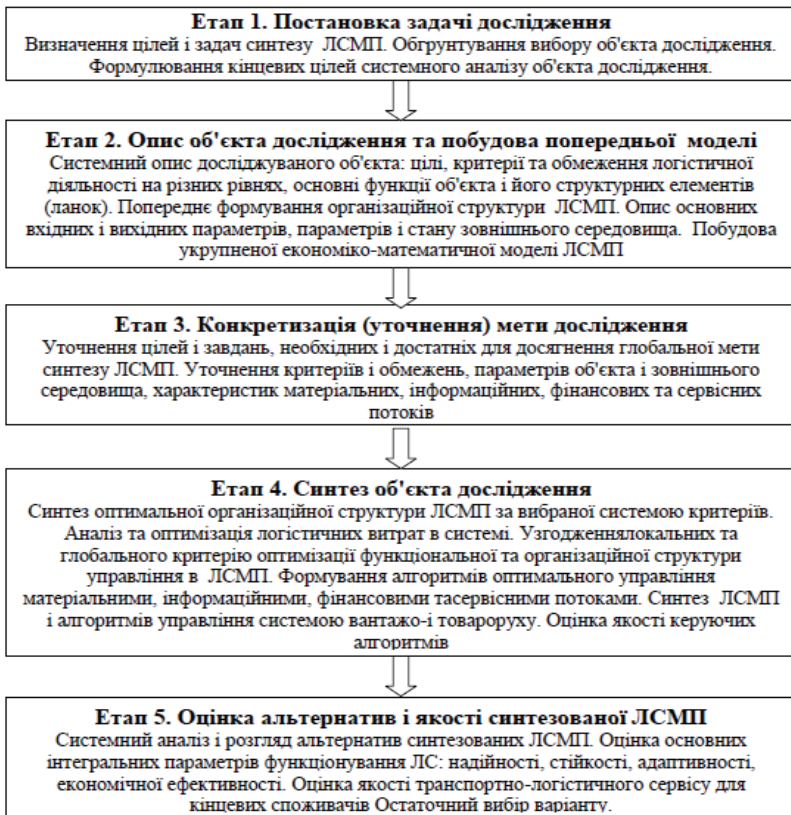 Етап 1. Постановка задачі дослідження
Визначення цілей і задач синтезу ЛСМП. Обгрунтування вибору об'єкта дослідження.
Формулювання кінцевих цілей системного аналізу об'єкта дослідження.
Етап 2. Опис об'єкта дослідження та побудова попередньої моделі
Системний опис досліджуваного об'єкта: цілі, критерії та обмеження логістичної
діяльності на різних рівнях, основні функції об'єкта і його структурних елементів
(ланок). Попереднє формування організаційної структури ЛСМП. Опис основних
вхідних і вихідних параметрів, параметрів і стану зовнішнього середовища. Побудова
укрупненої економіко-математичної моделі ЛСМП
Етап 3. Конкретизація (уточнення) мети дослідження
Уточнення цілей і завдань, необхідних і достатніх для досягнення глобальної мети
синтезу ЛСМП. Уточнення критеріїв і обмежень, параметрів об'єкта і зовнішнього
середовища, характеристик матеріальних, інформаційних, фінансових та сервісних
потоків
Етап 4. Синтез об'єкта дослідження
Синтез оптимальної організаційної структури ЛСМП за вибраної системою критеріїв.
Аналіз та оптимізація логістичних витрат в системі. Узгодженнялокальних та
глобального критерію оптимізації функціональної та організаційної структури
управління в ЛСМП. Формування алгоритмів оптимального управління
матеріальними, інформаційними, фінансовими тасервісними потоками. Синтез ЛСМП
і алгоритмів управління системою вантажо-і товароруху. Оцінка якості керуючих
алгоритмів
Етап 5. Оцінка альтернатив і якості синтезованої ЛСМП
Системний аналіз і розгляд альтернатив синтезованих ЛСМП. Оцінка основних
інтегральних параметрів функціонування ЛС: надійності, стійкості, адаптивності,
економічної ефективності. Оцінка якості транспортно-логістичного сервісу для
кінцевих споживачів Остаточний вибір варіанту.